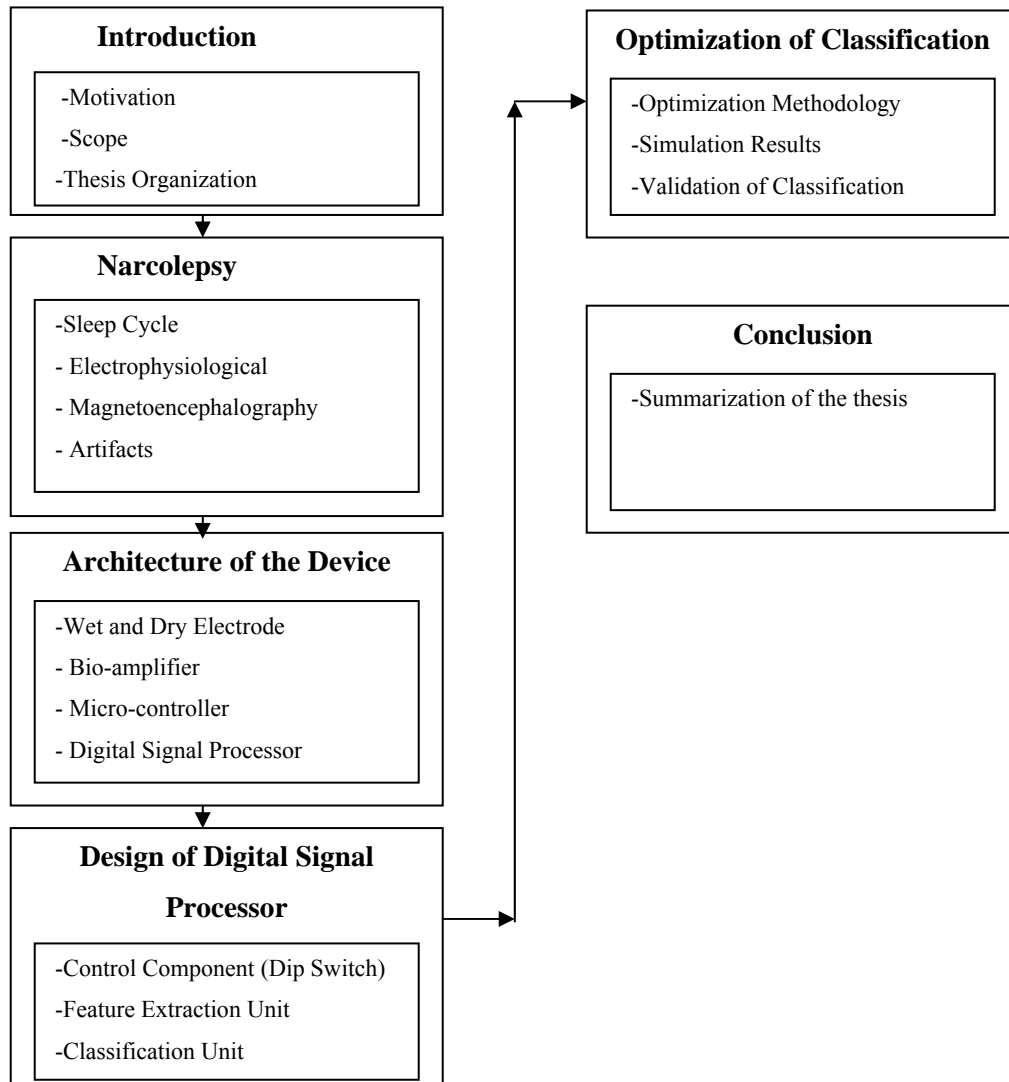 Introduction
-Motivation
-Scope
-Thesis Organization
Narcolepsy
-Sleep Cycle
- Electrophysiological
- Magnetoencephalography
- Artifacts
Architecture of the Device
-Wet and Dry Electrode
- Bio-amplifier
- Micro-controller
- Digital Signal Processor
Design of Digital Signal
Processor
-Control Component (Dip Switch)
-Feature Extraction Unit
-Classification Unit
Optimization of Classification
-Optimization Methodology
-Simulation Results
-Validation of Classification
Conclusion
-Summarization of the thesis